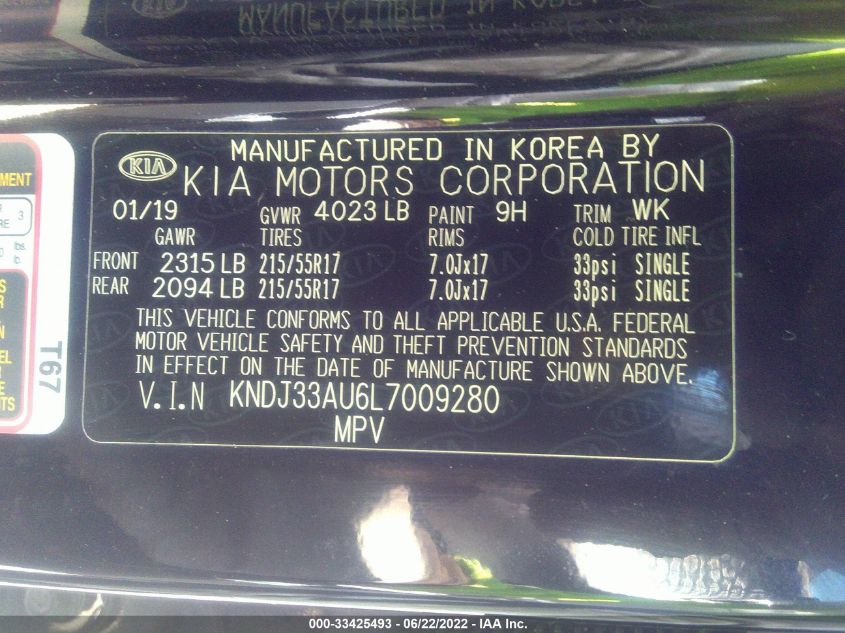 MANUFACTURED IN KOREA
MANUFACTURED IN KOREA BY
KIA KIA MOTORS CORPORATION
01/19 GVWR 4023 LB PAINT 9H TRIM WK
GAWR TIRES RIMS COLD TIRE INFL
FRONT 2315 LB 215/55R17 7.0Jx17 33psi SINGLE
REAR 2094 LB 215/55R17 7.0Jx17 33psi SINGLE
THIS VEHICLE CONFORMS TO ALL APPLICABLE U.S.A. FEDERAL
MOTOR VEHICLE SAFETY AND THEFT PREVENTION STANDARDS
IN EFFECT ON THE DATE OF MANUFACTURE SHOWN ABOVE.
V.I.N KNDJ33AU6L7009280
MPV
T67
000-33425493 - 06/22/2022 - IAA Inc.